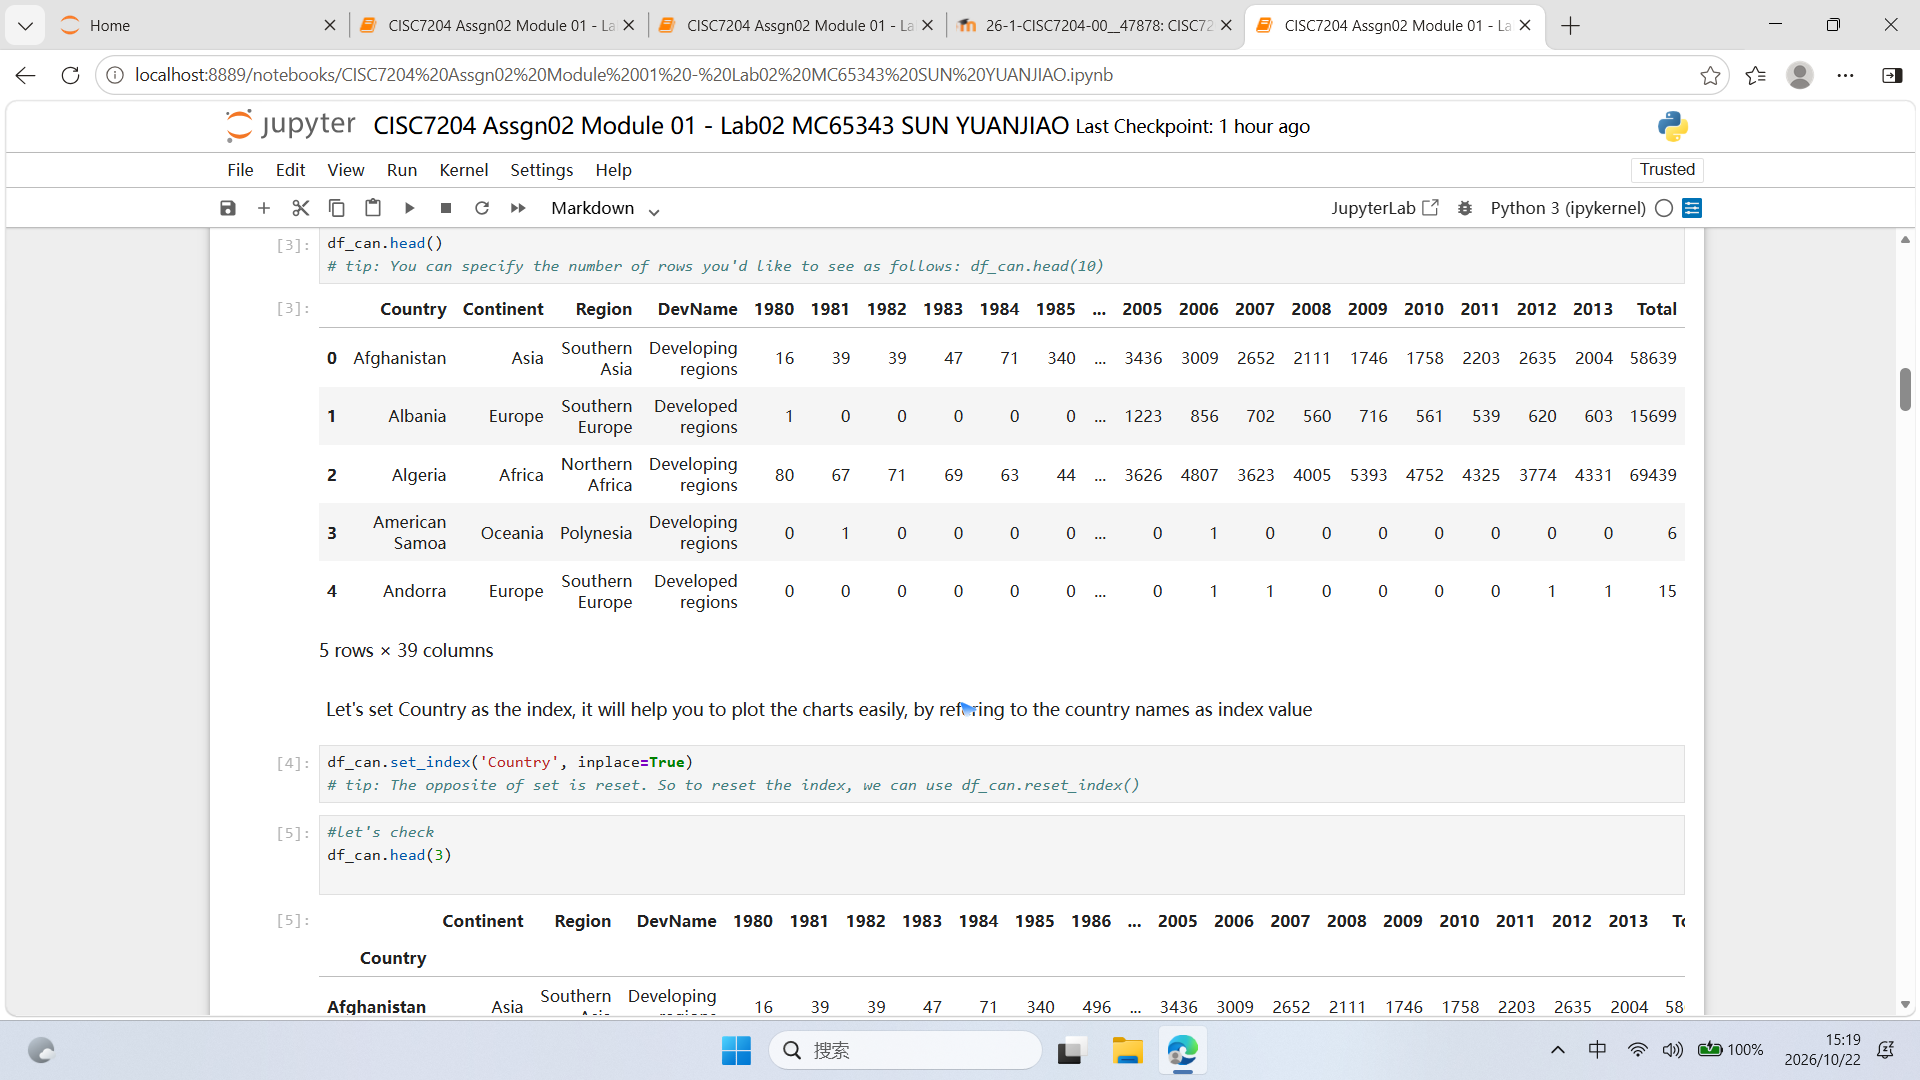 Home
CISC7204 Assgn02 Module 01 - La
CISC7204 Assgn02 Module 01 - La
26-1-CISC7204-00__47878: CISC72
CISC7204 Assgn02 Module 01 - La
localhost:8889/notebooks/CISC7204%20Assgn02%20Module%2001%20-%20Lab02%20MC65343%20SUN%20YUANJIAO.ipynb
jupyter CISC7204 Assgn02 Module 01 - Lab02 MC65343 SUN YUANJIAO Last Checkpoint: 1 hour ago
File Edit View Run Kernel Settings Help Trusted
Markdown JupyterLab Python 3 (ipykernel)
[3]: df_can.head()
# tip: You can specify the number of rows you'd like to see as follows: df_can.head(10)
[3]: Country Continent Region DevName 1980 1981 1982 1983 1984 1985 ... 2005 2006 2007 2008 2009 2010 2011 2012 2013 Total
0 Afghanistan Asia Southern Asia Developing regions 16 39 39 47 71 340 ... 3436 3009 2652 2111 1746 1758 2203 2635 2004 58639
1 Albania Europe Southern Europe Developed regions 1 0 0 0 0 0 ... 1223 856 702 560 716 561 539 620 603 15699
2 Algeria Africa Northern Africa Developing regions 80 67 71 69 63 44 ... 3626 4807 3623 4005 5393 4752 4325 3774 4331 69439
3 American Samoa Oceania Polynesia Developing regions 0 1 0 0 0 0 ... 0 1 0 0 0 0 0 0 0 6
4 Andorra Europe Southern Europe Developed regions 0 0 0 0 0 0 ... 0 1 1 0 0 0 0 1 1 15
5 rows × 39 columns
Let's set Country as the index, it will help you to plot the charts easily, by referring to the country names as index value
[4]: df_can.set_index('Country', inplace=True)
# tip: The opposite of set is reset. So to reset the index, we can use df_can.reset_index()
[5]: #let's check
df_can.head(3)
[5]: Continent Region DevName 1980 1981 1982 1983 1984 1985 1986 ... 2005 2006 2007 2008 2009 2010 2011 2012 2013 To
Country
Afghanistan Asia Southern Developing 16 39 39 47 71 340 496 ... 3436 3009 2652 2111 1746 1758 2203 2635 2004 58
搜索
中
100%
15:19
2026/10/22